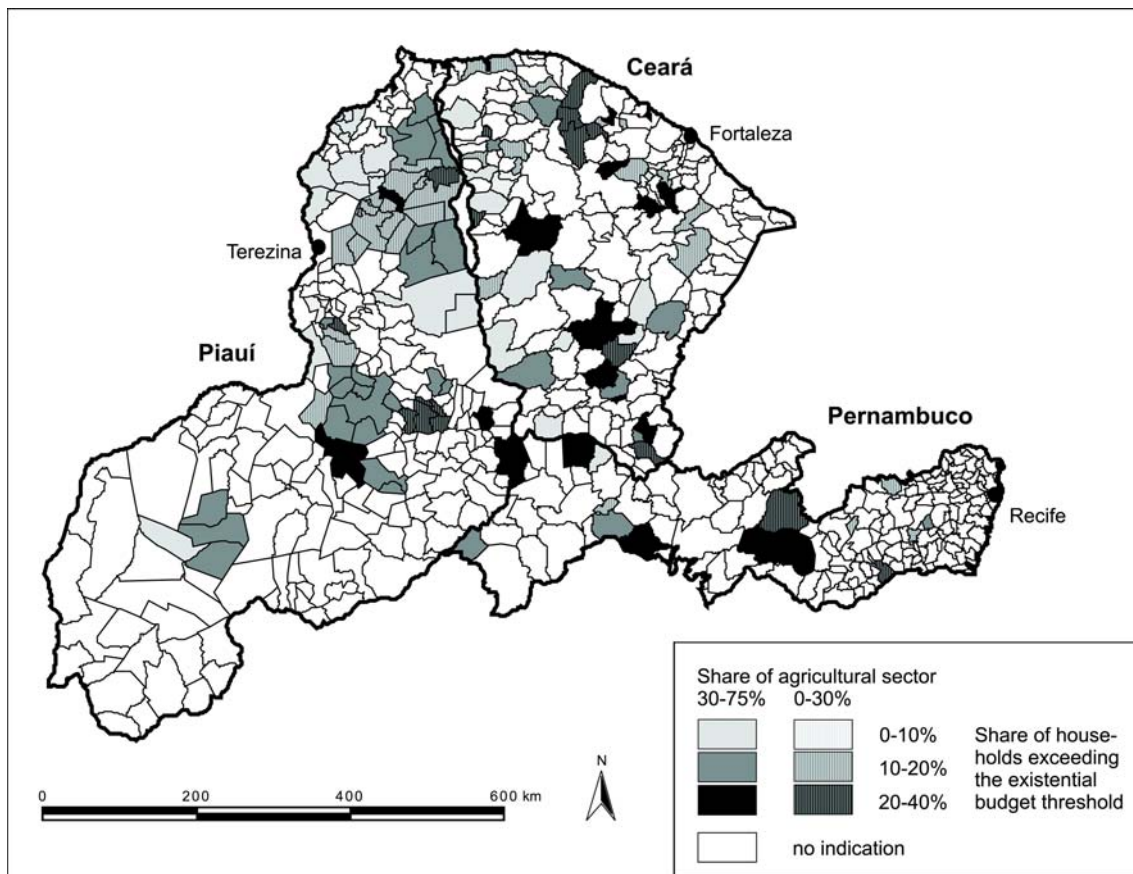 Ceará
Fortaleza
Terezina
Piauí
Pernambuco
Recife
Share of agricultural sector
30-75% 0-30%
0-10% Share of house-
10-20% holds exceeding
the existential
20-40% budget threshold
no indication
N
0 200 400 600 km